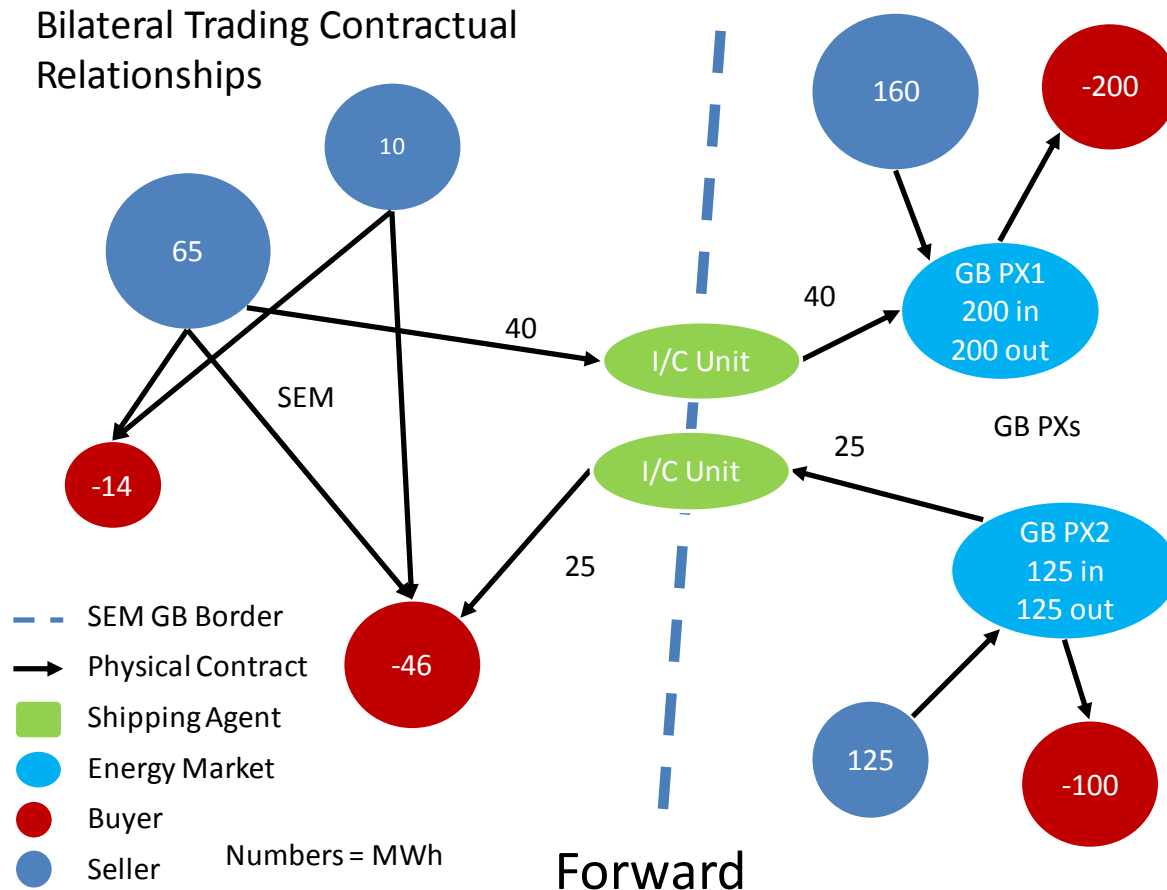 Bilateral Trading Contractual
Relationships
160
-200
10
65
GB PX1
200 in
200 out
40
40
I/C Unit
SEM
GB PXs
I/C Unit
25
-14
GB PX2
125 in
125 out
25
SEM GB Border
-46
Physical Contract
Shipping Agent
Energy Market
125
-100
Buyer
Seller
Numbers = MWh
Forward